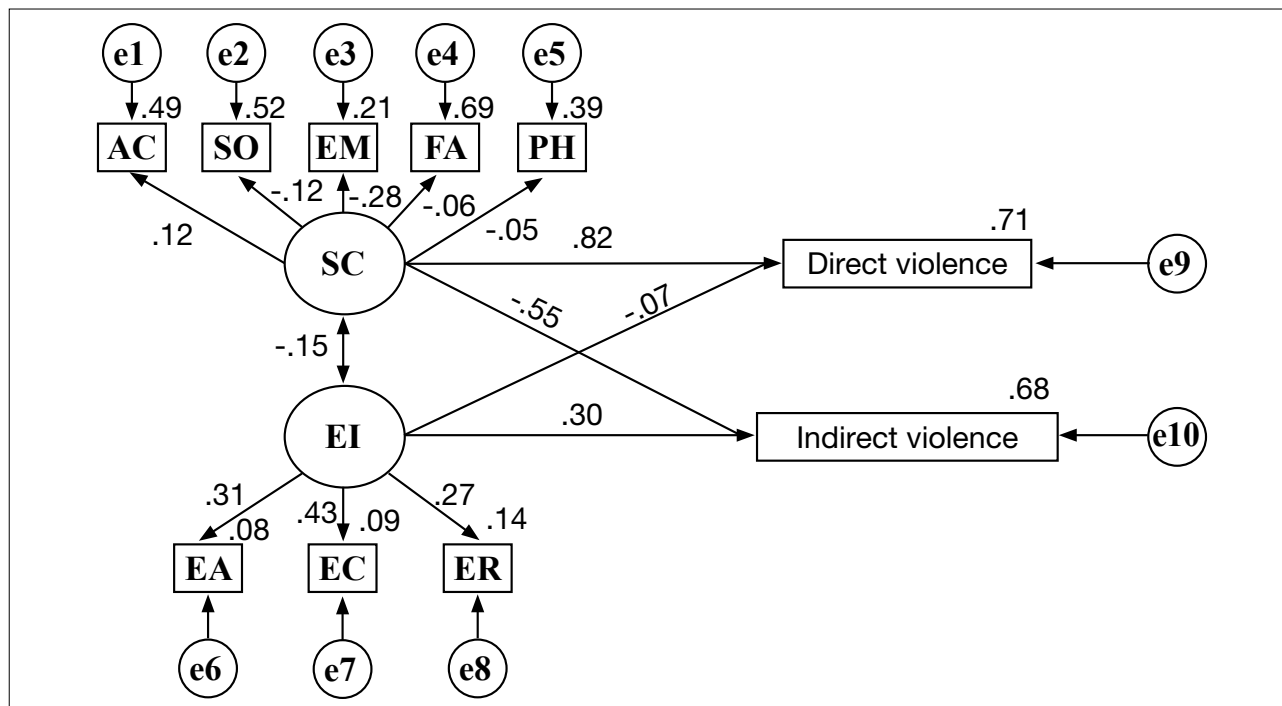 e1 e2 e3 e4 e5
.49 .52 .21 .69 .39
AC SO EM FA PH
.12 -.12 -.28 -.06 -.05
SC .82 .71
Direct violence e9
-.15 -.55 -.07
EI .30 .68
Indirect violence e10
.31 .43 .27
.08 .09 .14
EA EC ER
e6 e7 e8